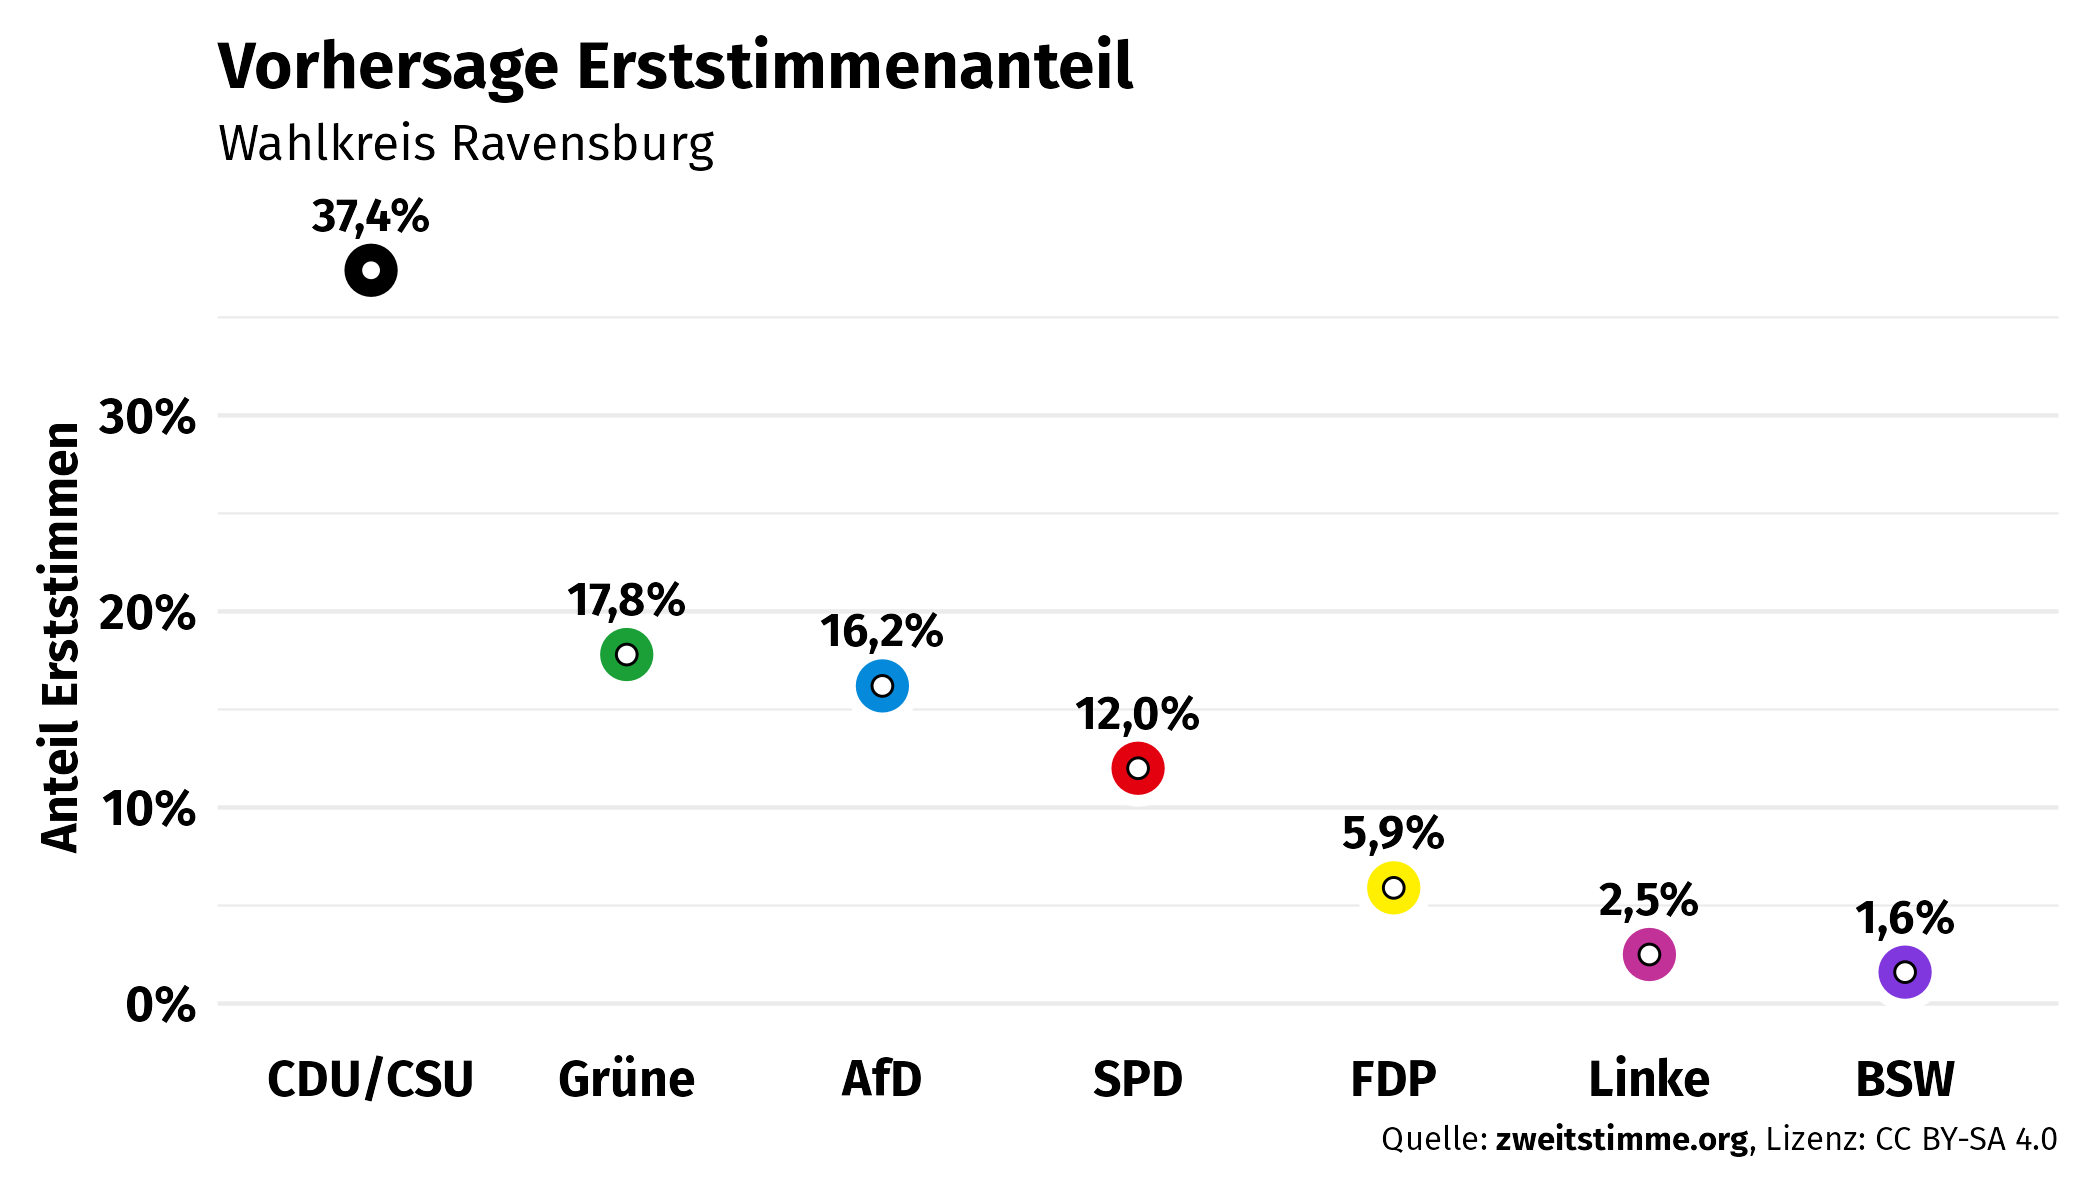 Vorhersage Erststimmenanteil
Wahlkreis Ravensburg
37,4%
17,8%
16,2%
12,0%
5,9%
2,5%
1,6%
Anteil Erststimmen
30%
20%
10%
0%
CDU/CSU Grüne AfD SPD FDP Linke BSW
Quelle: zweitstimme.org, Lizenz: CC BY-SA 4.0